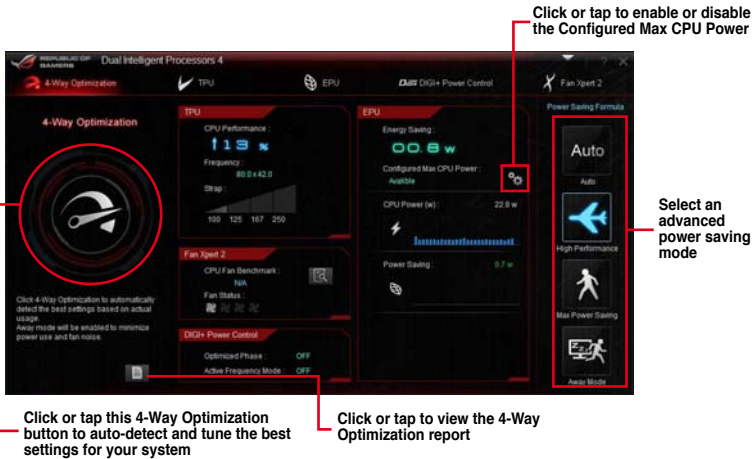 Click or tap to enable or disable
the Configured Max CPU Power
REPUBLIC OF
GAMERS
Dual Intelligent Processors 4
? ×
4-Way Optimization
TPU
EPU
DIGI+ Power Control
Fan Xpert 2
4-Way Optimization
Click 4-Way Optimization to automatically
detect the best settings based on actual
usage.
Away mode will be enabled to minimize
power use and fan noise.
TPU
CPU Performance :
13 %
Frequency :
80.0 x 42.0
Strap :
100 125 167 250
Fan Xpert 2
CPU Fan Benchmark :
N/A
Fan Status :
DIGI+ Power Control
Optimized Phase : OFF
Active Frequency Mode : OFF
EPU
Energy Saving :
00.8 w
Configured Max CPU Power :
Avalible
CPU Power (w) : 22.8 w
Power Saving : 0.7 w
Power Saving Formula
Auto
Auto
High Performance
Max Power Saving
Away Mode
Select an
advanced
power saving
mode
Click or tap this 4-Way Optimization
button to auto-detect and tune the best
settings for your system
Click or tap to view the 4-Way
Optimization report